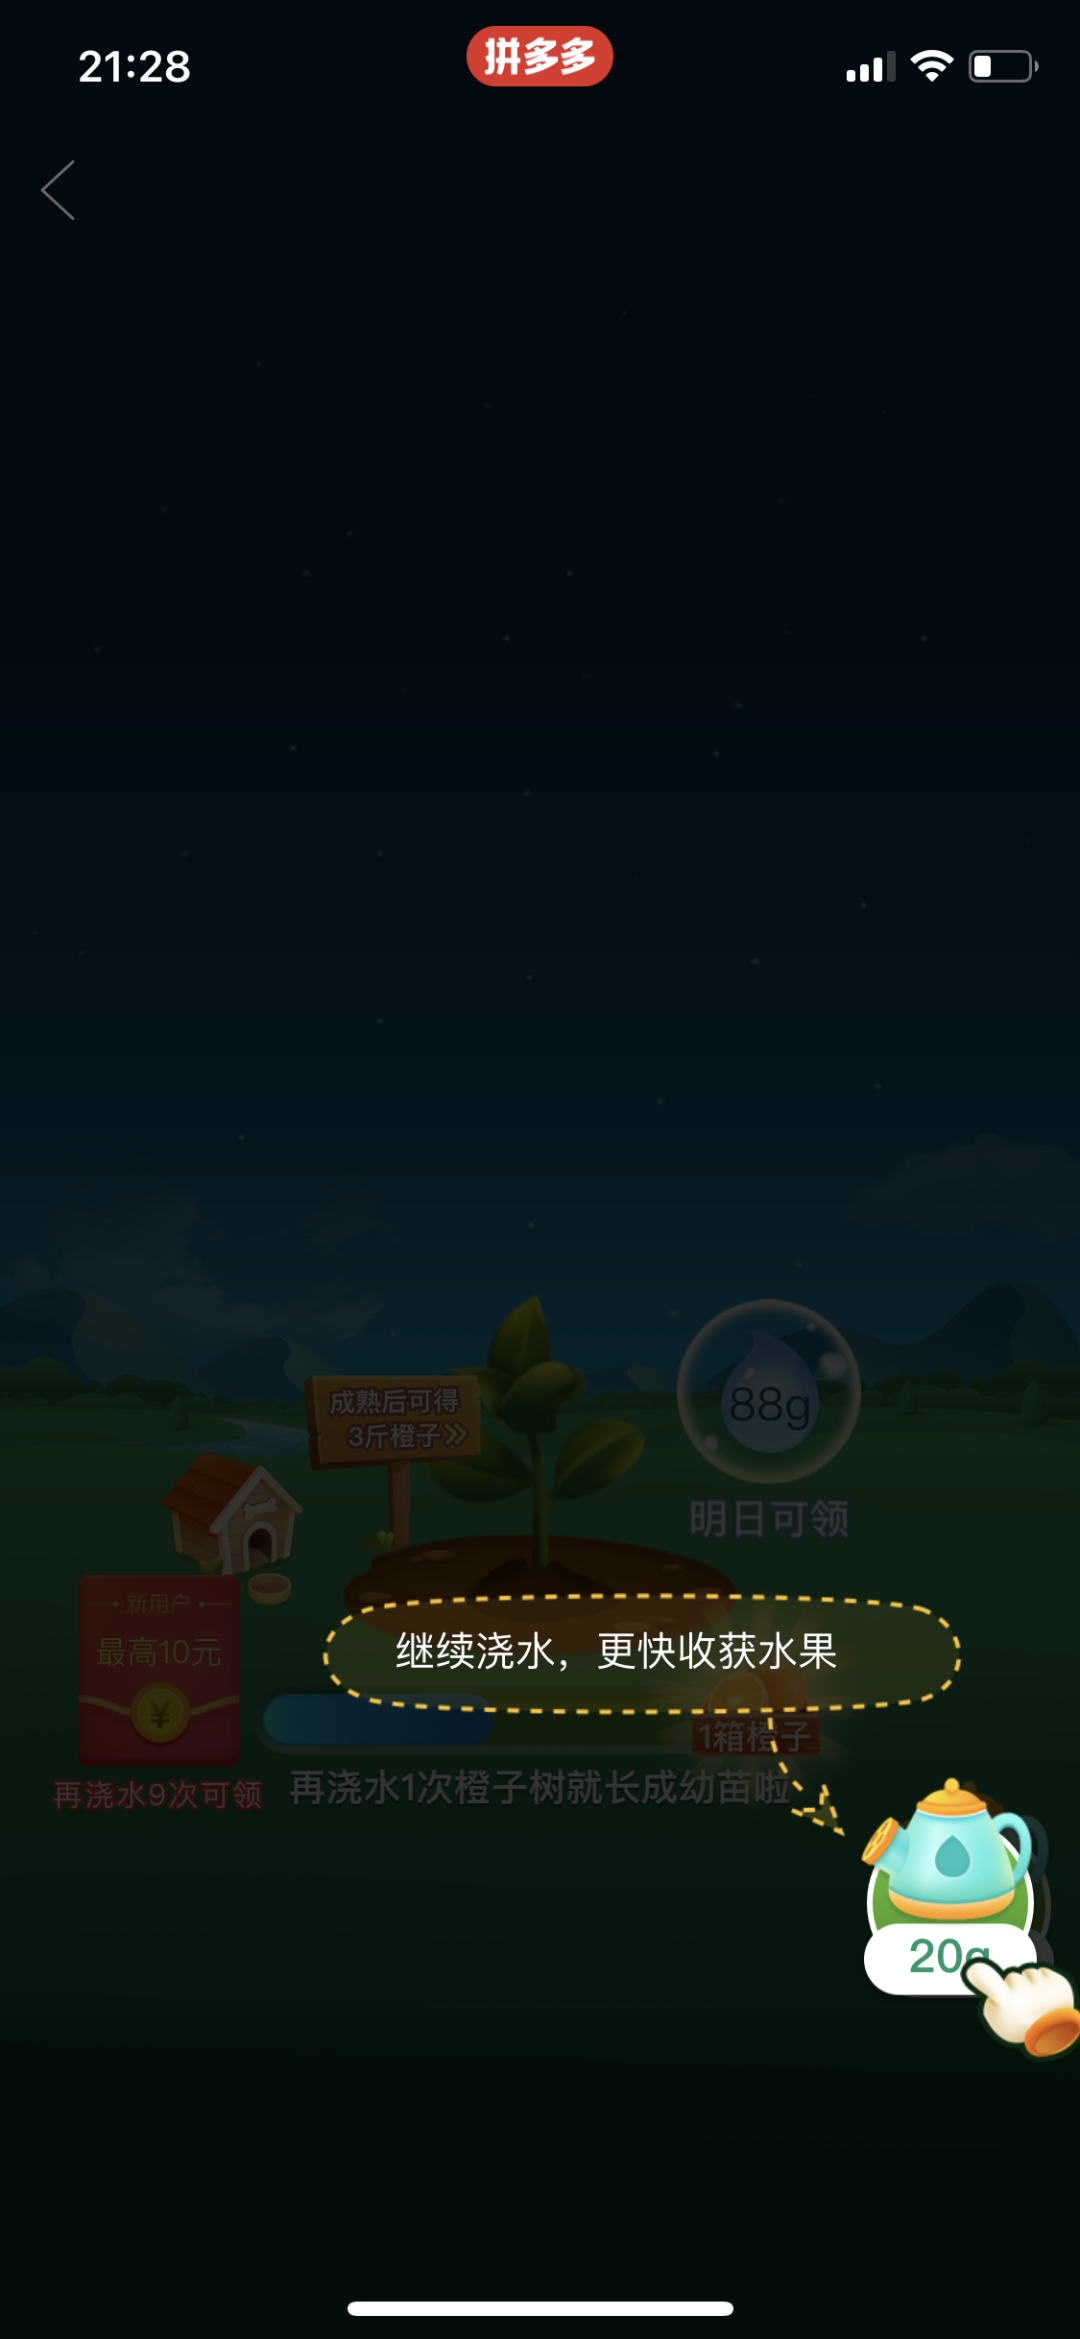 21:28
拼多多
成熟后可得
3斤橙子
88g
明日可领
新用户
最高10元
¥
继续浇水，更快收获水果
1箱橙子
再浇水9次可领
再浇水1次橙子树就长成幼苗啦
20g